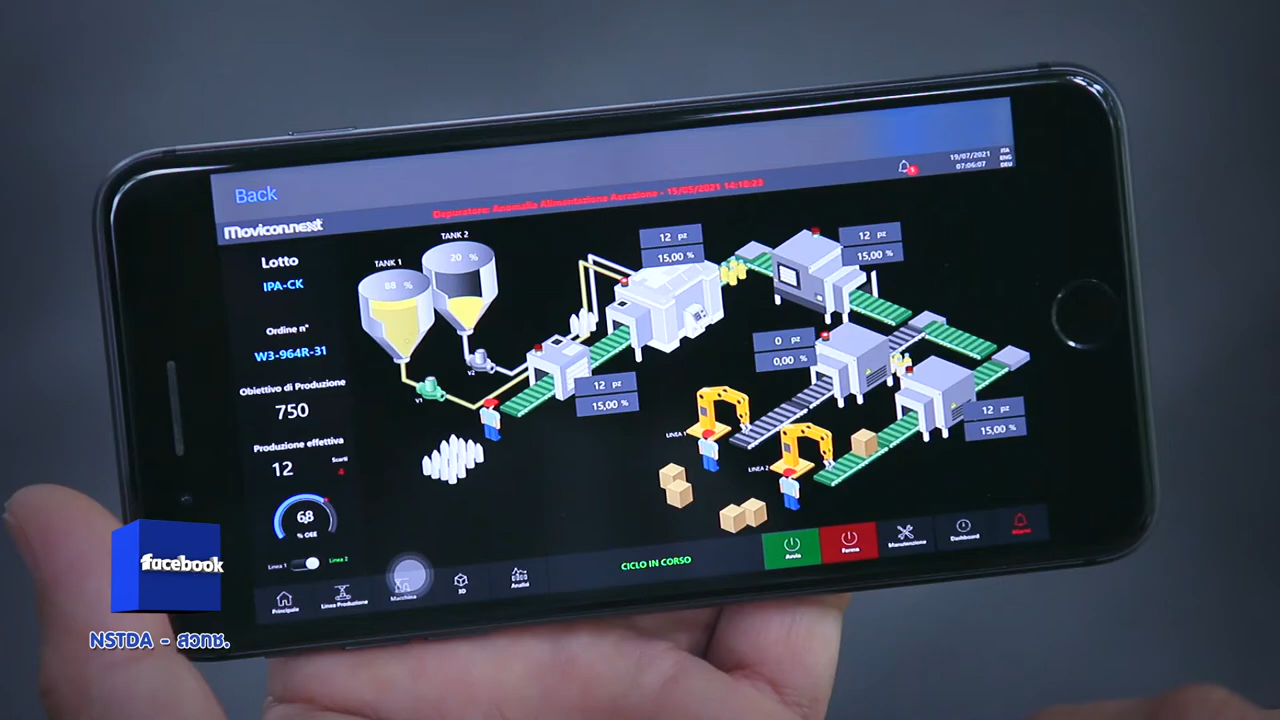 Back
Depuratore: Anomalia Alimentazione Aerazione - 15/05/2021 14:10:23
1
19/07/2021
07:06:07
ITA
ENG
DEU
Movicon.next
Lotto
IPA-CK
Ordine n°
W3-964R-31
Obiettivo di Produzione
750
Produzione effettiva
12
Scarti
4
68
% OEE
Linea 1
Linea 2
TANK 1
88 %
TANK 2
20 %
V1
V2
12 pz
15,00 %
12 pz
15,00 %
12 pz
15,00 %
0 pz
0,00 %
12 pz
15,00 %
LINEA 1
LINEA 2
Principale
Linea Produzione
Macchina
3D
Analisi
CICLO IN CORSO
Avvio
Ferma
Manutenzione
Dashboard
Allarmi
facebook
NSTDA - สวทช.